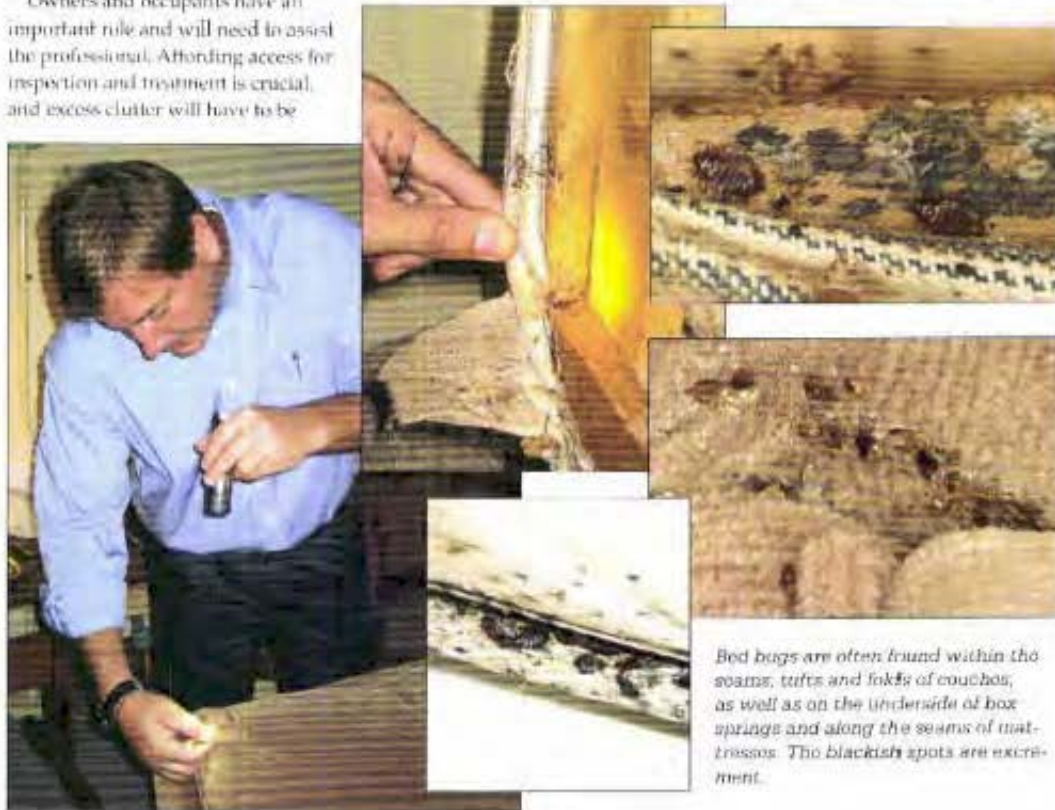 Owners and occupants have an
important role and will need to assist
the professional. Affording access for
inspection and treatment is crucial,
and excess clutter will have to be
Bed bugs are often found within the
seams, tufts and folds of couches,
as well as on the underside of box
springs and along the seams of mat-
tresses. The blackish spots are excre-
ment.